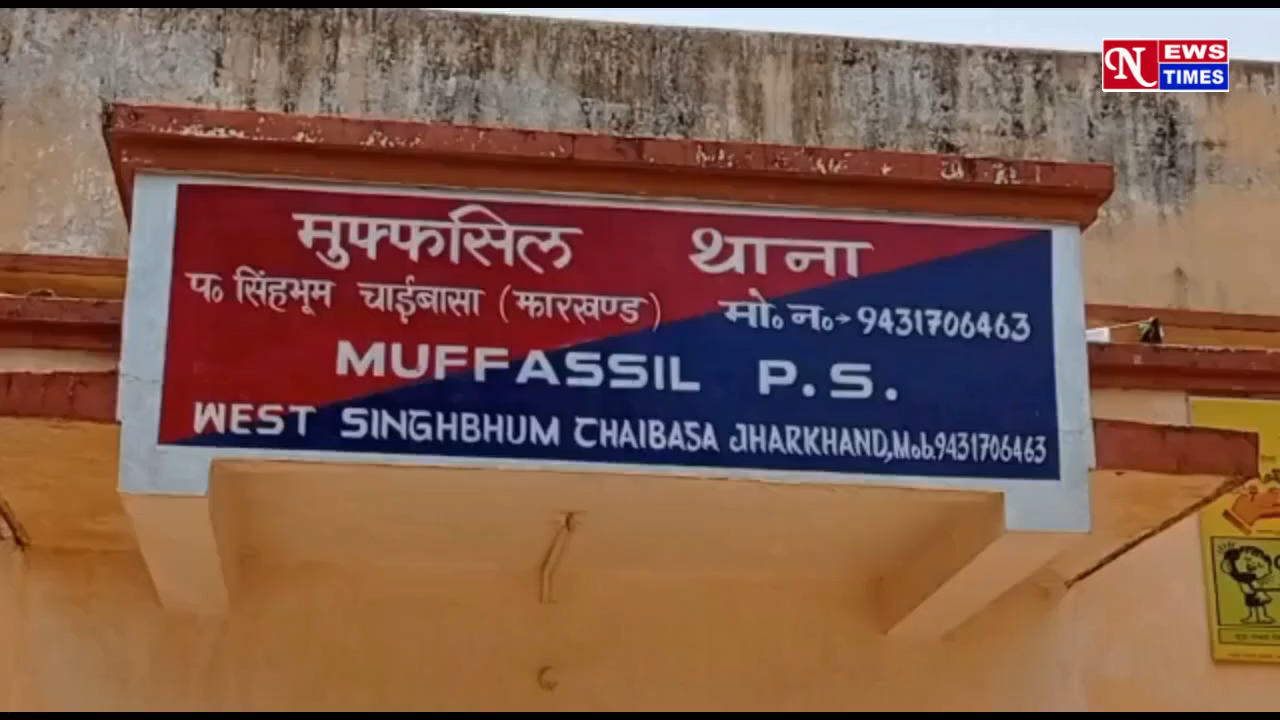 NEWS
TIMES
मुफ्फसिल थाना
प० सिंहभूम चाईबासा (झारखण्ड) मो० न०→9431706463
MUFFASSIL P.S.
WEST SINGHBHUM CHAIBASA JHARKHAND,Mob.9431706463